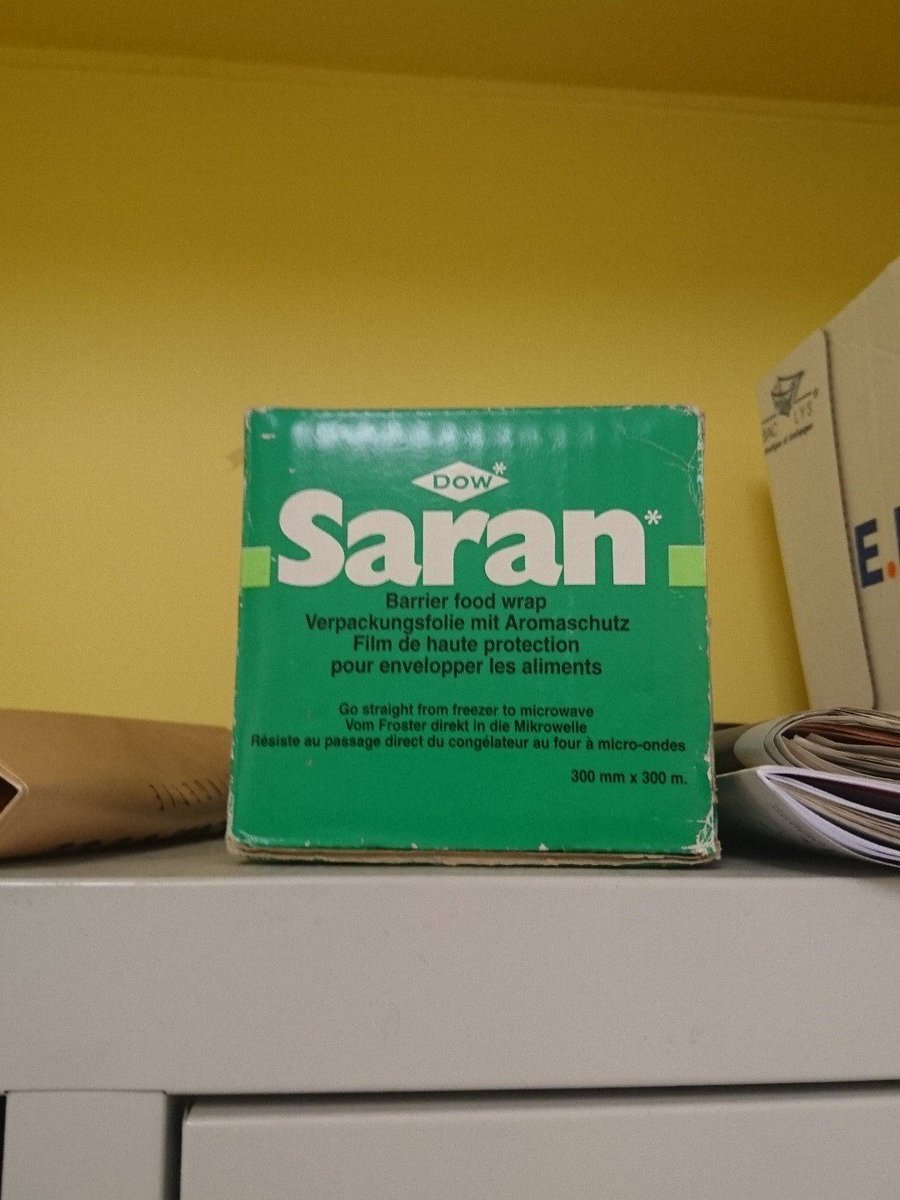 DOW*
Saran*
Barrier food wrap
Verpackungsfolie mit Aromaschutz
Film de haute protection
pour envelopper les aliments
Go straight from freezer to microwave
Vom Froster direkt in die Mikrowelle
Résiste au passage direct du congélateur au four à micro-ondes
300 mm x 300 m.
BAC LYS®
E.